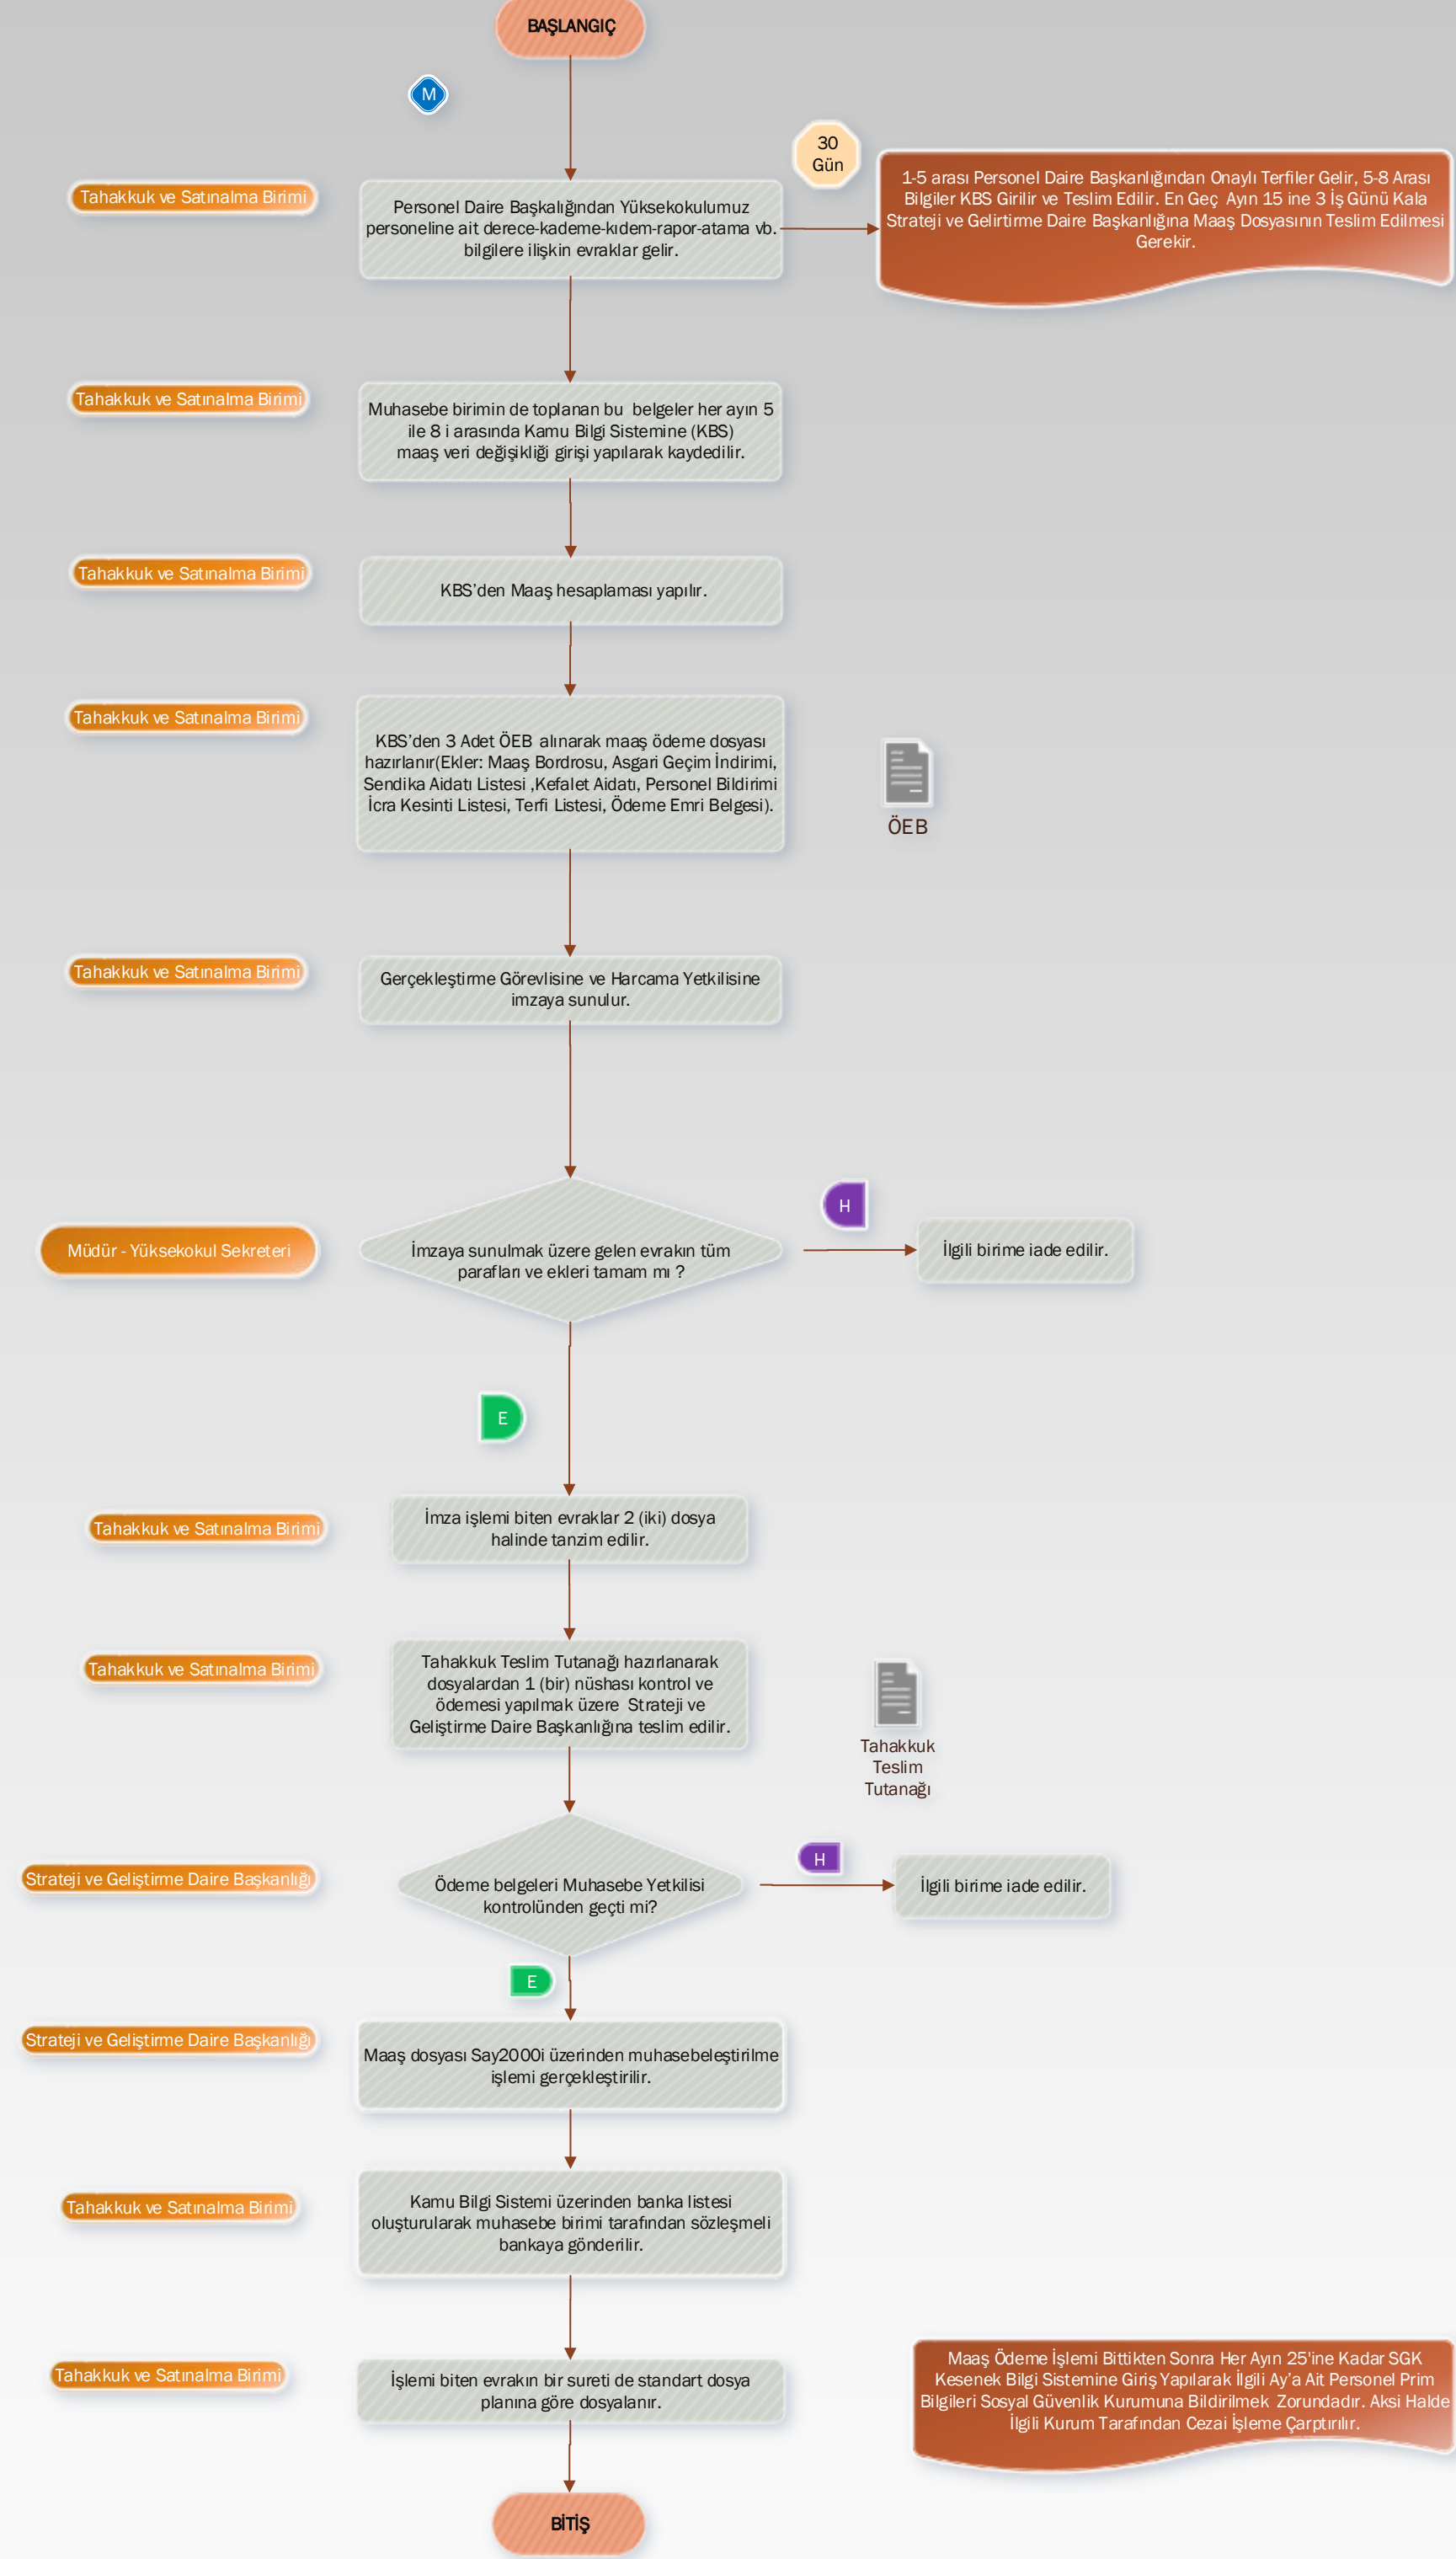 BAŞLANGIÇ
M
30
Gün
Tahakkuk ve Satınalma Birimi
Personel Daire Başkalığından Yüksekokulumuz
personeline ait derece-kademe-kıdem-rapor-atama vb.
bilgilere ilişkin evraklar gelir.
1-5 arası Personel Daire Başkanlığından Onaylı Terfiler Gelir, 5-8 Arası
Bilgiler KBS Girilir ve Teslim Edilir. En Geç Ayın 15 ine 3 İş Günü Kala
Strateji ve Gelirtirme Daire Başkanlığına Maaş Dosyasının Teslim Edilmesi
Gerekir.
Tahakkuk ve Satınalma Birimi
Muhasebe birimin de toplanan bu belgeler her ayın 5
ile 8 i arasında Kamu Bilgi Sistemine (KBS)
maaş veri değişikliği girişi yapılarak kaydedilir.
Tahakkuk ve Satınalma Birimi
KBS'den Maaş hesaplaması yapılır.
Tahakkuk ve Satınalma Birimi
KBS'den 3 Adet ÖEB alınarak maaş ödeme dosyası
hazırlanır(Ekler: Maaş Bordrosu, Asgari Geçim İndirimi,
Sendika Aidatı Listesi ,Kefalet Aidatı, Personel Bildirimi
İcra Kesinti Listesi, Terfi Listesi, Ödeme Emri Belgesi).
ÖEB
Tahakkuk ve Satınalma Birimi
Gerçekleştirme Görevlisine ve Harcama Yetkilisine
imzaya sunulur.
Müdür - Yüksekokul Sekreteri
İmzaya sunulmak üzere gelen evrakın tüm
parafları ve ekleri tamam mı ?
H
İlgili birime iade edilir.
E
Tahakkuk ve Satınalma Birimi
İmza işlemi biten evraklar 2 (iki) dosya
halinde tanzim edilir.
Tahakkuk ve Satınalma Birimi
Tahakkuk Teslim Tutanağı hazırlanarak
dosyalardan 1 (bir) nüshası kontrol ve
ödemesi yapılmak üzere Strateji ve
Geliştirme Daire Başkanlığına teslim edilir.
Tahakkuk
Teslim
Tutanağı
Strateji ve Geliştirme Daire Başkanlığı
Ödeme belgeleri Muhasebe Yetkilisi
kontrolünden geçti mi?
H
İlgili birime iade edilir.
E
Strateji ve Geliştirme Daire Başkanlığı
Maaş dosyası Say2000i üzerinden muhasebeleştirilme
işlemi gerçekleştirilir.
Tahakkuk ve Satınalma Birimi
Kamu Bilgi Sistemi üzerinden banka listesi
oluşturularak muhasebe birimi tarafından sözleşmeli
bankaya gönderilir.
Tahakkuk ve Satınalma Birimi
İşlemi biten evrakın bir sureti de standart dosya
planına göre dosyalanır.
Maaş Ödeme İşlemi Bittikten Sonra Her Ayın 25'ine Kadar SGK
Kesenek Bilgi Sistemine Giriş Yapılarak İlgili Ay'a Ait Personel Prim
Bilgileri Sosyal Güvenlik Kurumuna Bildirilmek Zorundadır. Aksi Halde
İlgili Kurum Tarafından Cezai İşleme Çarptırılır.
BİTİŞ